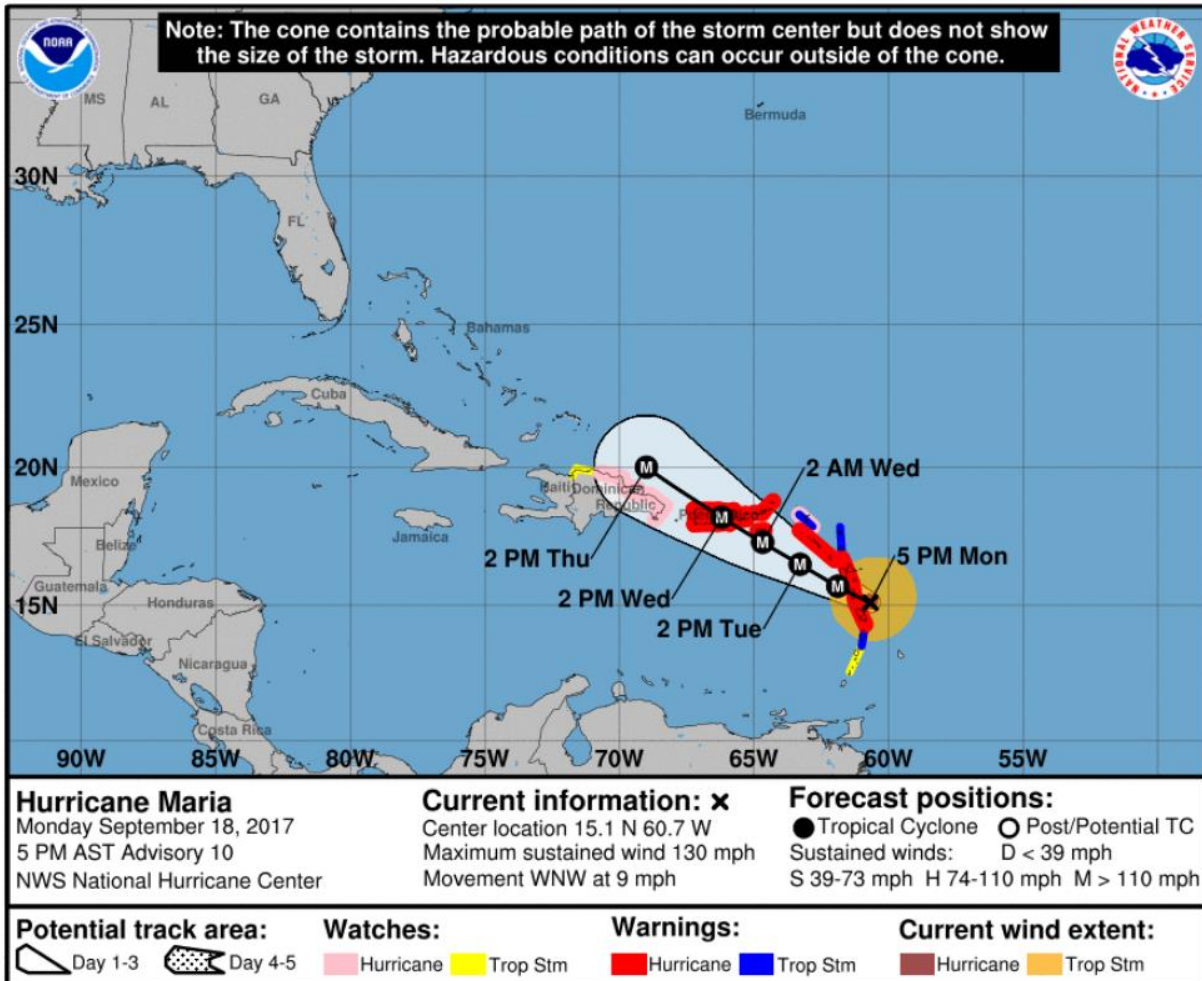 Note: The cone contains the probable path of the storm center but does not show
the size of the storm. Hazardous conditions can occur outside of the cone.
NOAA
NATIONAL WEATHER SERVICE
MS
AL
GA
Bermuda
30N
FL
25N
Bahamas
Cuba
20N
2 AM Wed
Mexico
Haiti
Dominican
Republic
Belize
Jamaica
2 PM Thu
5 PM Mon
Guatemala
Honduras
2 PM Wed
15N
2 PM Tue
El Salvador
Nicaragua
Costa Rica
M
M
M
M
M
90W
85W
80W
75W
70W
65W
60W
55W
Hurricane Maria
Monday September 18, 2017
5 PM AST Advisory 10
NWS National Hurricane Center
Current information: ×
Center location 15.1 N 60.7 W
Maximum sustained wind 130 mph
Movement WNW at 9 mph
Forecast positions:
Tropical Cyclone Post/Potential TC
Sustained winds: D < 39 mph
S 39-73 mph H 74-110 mph M > 110 mph
Potential track area:
Day 1-3 Day 4-5
Watches:
Hurricane Trop Stm
Warnings:
Hurricane Trop Stm
Current wind extent:
Hurricane Trop Stm